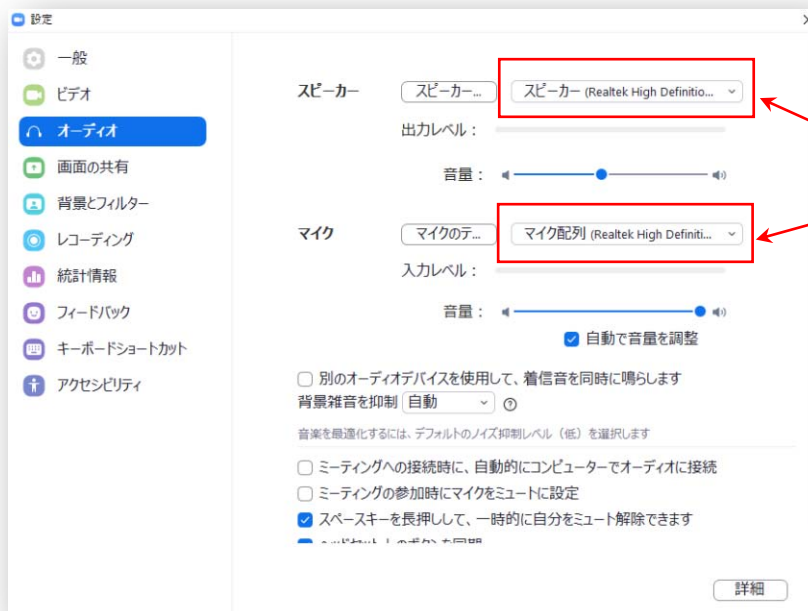 設定
一般
ビデオ
オーディオ
画面の共有
背景とフィルター
レコーディング
統計情報
フィードバック
キーボードショートカット
アクセシビリティ
スピーカー スピーカー... スピーカー (Realtek High Definitio...
出力レベル：
音量：
マイク マイクのテ... マイク配列 (Realtek High Definiti...
入力レベル：
音量：
自動で音量を調整
別のオーディオデバイスを使用して、着信音を同時に鳴らします
背景雑音を抑制 自動
音楽を最適化するには、デフォルトのノイズ抑制レベル（低）を選択します
ミーティングへの接続時に、自動的にコンピューターでオーディオに接続
ミーティングの参加時にマイクをミュートに設定
スペースキーを長押しして、一時的に自分をミュート解除できます
詳細